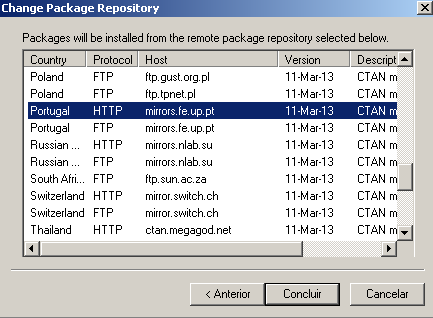 Change Package Repository
Packages will be installed from the remote package repository selected below.
Country Protocol Host Version Descript
Poland FTP ftp.gust.org.pl 11-Mar-13 CTAN m
Poland FTP ftp.tpnet.pl 11-Mar-13 CTAN m
Portugal HTTP mirrors.fe.up.pt 11-Mar-13 CTAN m
Portugal FTP mirrors.fe.up.pt 11-Mar-13 CTAN m
Russian ... HTTP mirrors.nlab.su 11-Mar-13 CTAN m
Russian ... FTP mirrors.nlab.su 11-Mar-13 CTAN m
South Afri... FTP ftp.sun.ac.za 11-Mar-13 CTAN m
Switzerland HTTP mirror.switch.ch 11-Mar-13 CTAN m
Switzerland FTP mirror.switch.ch 11-Mar-13 CTAN m
Thailand HTTP ctan.megagod.net 11-Mar-13 CTAN m
< Anterior Concluir Cancelar